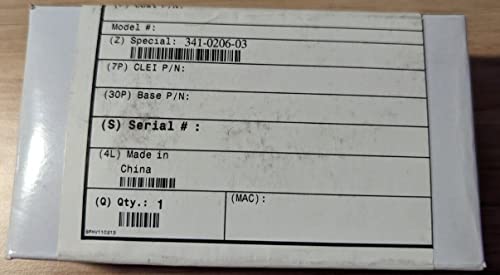 Model #:
(Z) Special: 341-0206-03
(7P) CLEI P/N:
(30P) Base P/N:
(S) Serial # :
(4L) Made in
China
(Q) Qty.: 1
(MAC):